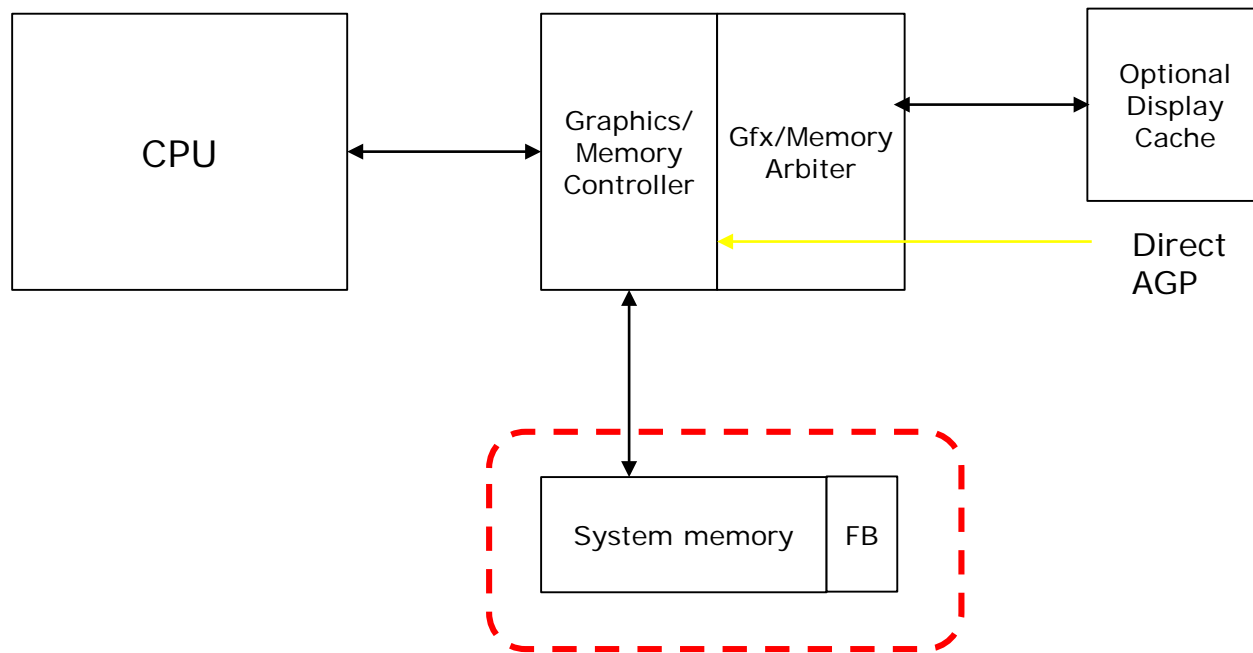 CPU
Graphics/
Memory
Controller
Gfx/Memory
Arbiter
Optional
Display
Cache
Direct
AGP
System memory
FB